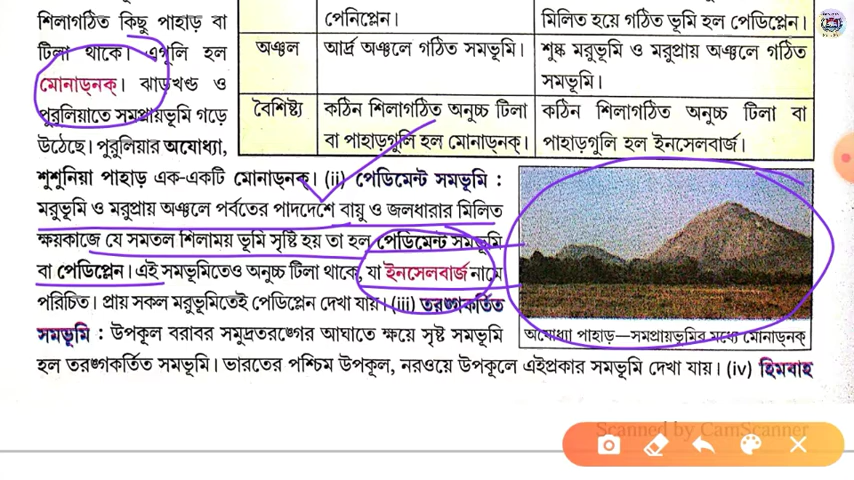 শিলাগঠিত কিছু পাহাড় বা
টিলা থাকে। এগুলি হল
মোনাড্‌নক্‌। ঝাড়খণ্ড ও
পুরুলিয়াতে সমপ্রায়ভূমি গড়ে
উঠেছে। পুরুলিয়ার অযোধ্যা,
পেনিপ্লেন। মিলিত হয়ে গঠিত ভূমি হল পেডিপ্লেন।
অঞ্চল আর্দ্র অঞ্চলে গঠিত সমভূমি। শুষ্ক মরুভূমি ও মরুপ্রায় অঞ্চলে গঠিত
সমভূমি।
বৈশিষ্ট্য কঠিন শিলাগঠিত অনুচ্চ টিলা কঠিন শিলাগঠিত অনুচ্চ টিলা বা
বা পাহাড়গুলি হল মোনাড্‌নক্‌। পাহাড়গুলি হল ইনসেলবার্জ।
শুশুনিয়া পাহাড় এক-একটি মোনাড্‌নক্‌। (ii) পেডিমেন্ট সমভূমি :
মরুভূমি ও মরুপ্রায় অঞ্চলে পর্বতের পাদদেশে বায়ু ও জলধারার মিলিত
ক্ষয়কাজে যে সমতল শিলাময় ভূমি সৃষ্টি হয় তা হল পেডিমেন্ট সমভূমি
বা পেডিপ্লেন। এই সমভূমিতেও অনুচ্চ টিলা থাকে, যা ইনসেলবার্জ নামে
পরিচিত। প্রায় সকল মরুভূমিতেই পেডিপ্লেন দেখা যায়। (iii) তরঙ্গকর্তিত
সমভূমি : উপকূল বরাবর সমুদ্রতরঙ্গের আঘাতে ক্ষয়ে সৃষ্ট সমভূমি
অযোধ্যা পাহাড়—সমপ্রায়ভূমির মধ্যে মোনাড্‌নক্‌
হল তরঙ্গকর্তিত সমভূমি। ভারতের পশ্চিম উপকূল, নরওয়ে উপকূলে এইপ্রকার সমভূমি দেখা যায়। (iv) হিমবাহ
Scanned by CamScanner